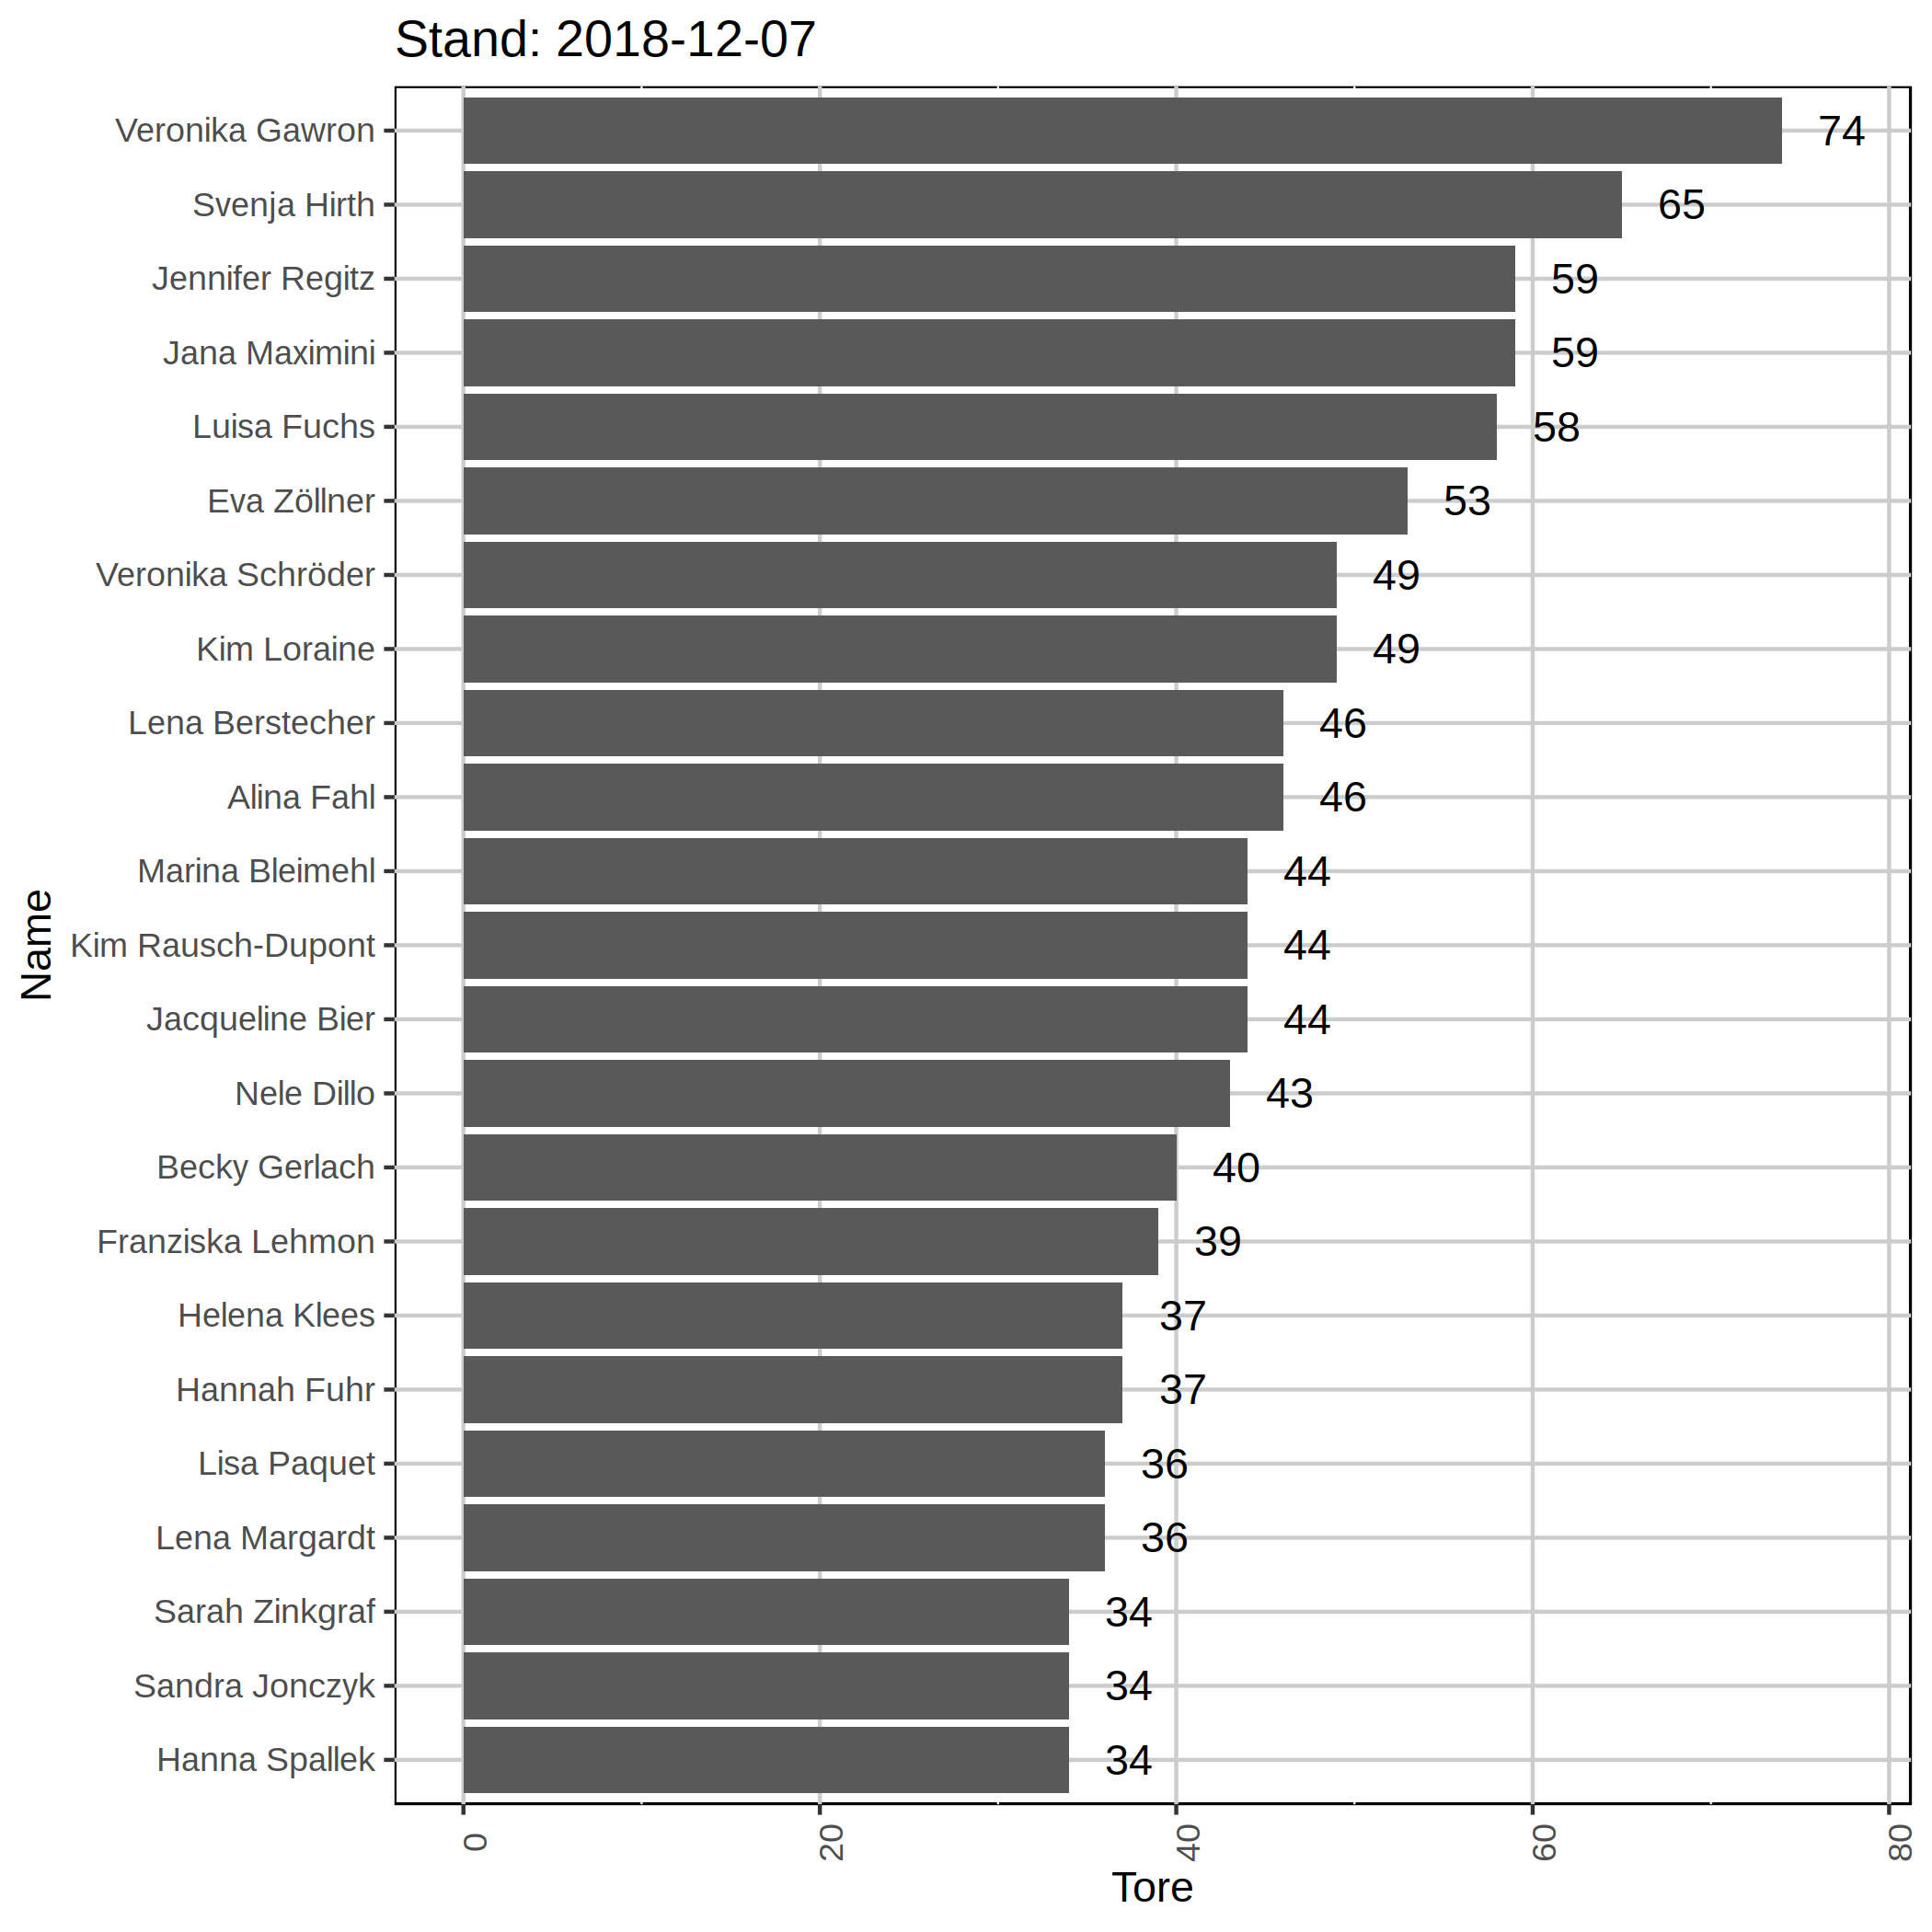 Stand: 2018-12-07
Veronika Gawron 74
Svenja Hirth 65
Jennifer Regitz 59
Jana Maximini 59
Luisa Fuchs 58
Eva Zöllner 53
Veronika Schröder 49
Kim Loraine 49
Lena Berstecher 46
Alina Fahl 46
Marina Bleimehl 44
Kim Rausch-Dupont 44
Jacqueline Bier 44
Nele Dillo 43
Becky Gerlach 40
Franziska Lehmon 39
Helena Klees 37
Hannah Fuhr 37
Lisa Paquet 36
Lena Margardt 36
Sarah Zinkgraf 34
Sandra Jonczyk 34
Hanna Spallek 34
Name
0 20 40 60 80
Tore